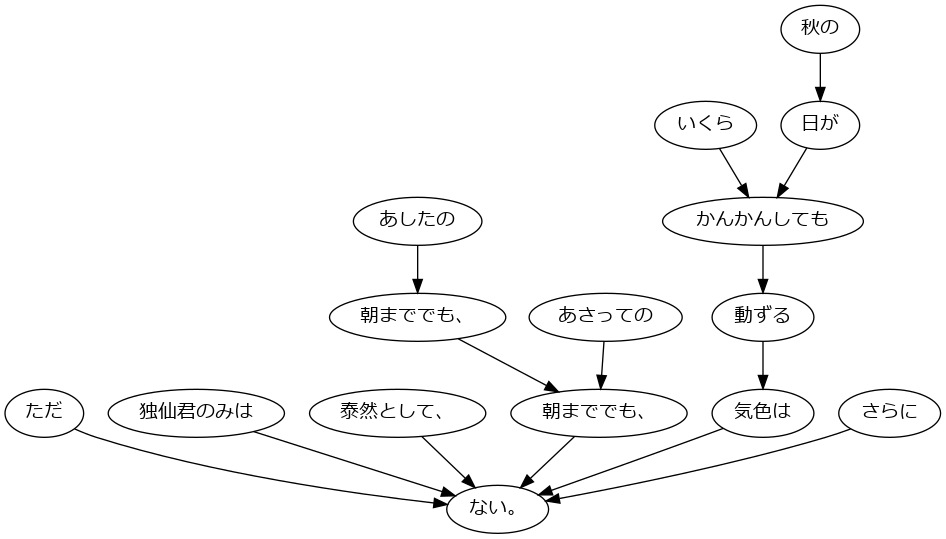 秋の
いくら
日が
あしたの
かんかんしても
朝まででも、
あさっての
動ずる
ただ
独仙君のみは
泰然として、
朝まででも、
気色は
さらに
ない。